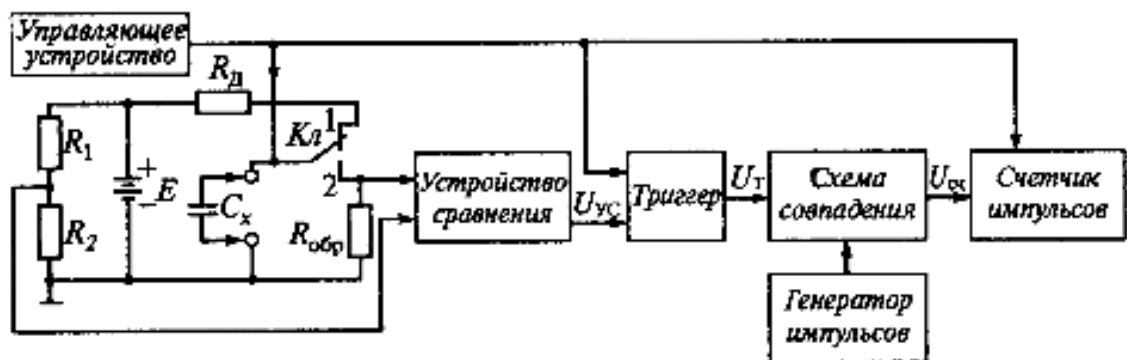 Управляющее
устройство
R_Д
R_1
+
−
E
Кл
1
2
C_x
R_2
R_обр
Устройство
сравнения
U_УС
Триггер
U_Т
Схема
совпадения
U_сч
Счетчик
импульсов
Генератор
импульсов